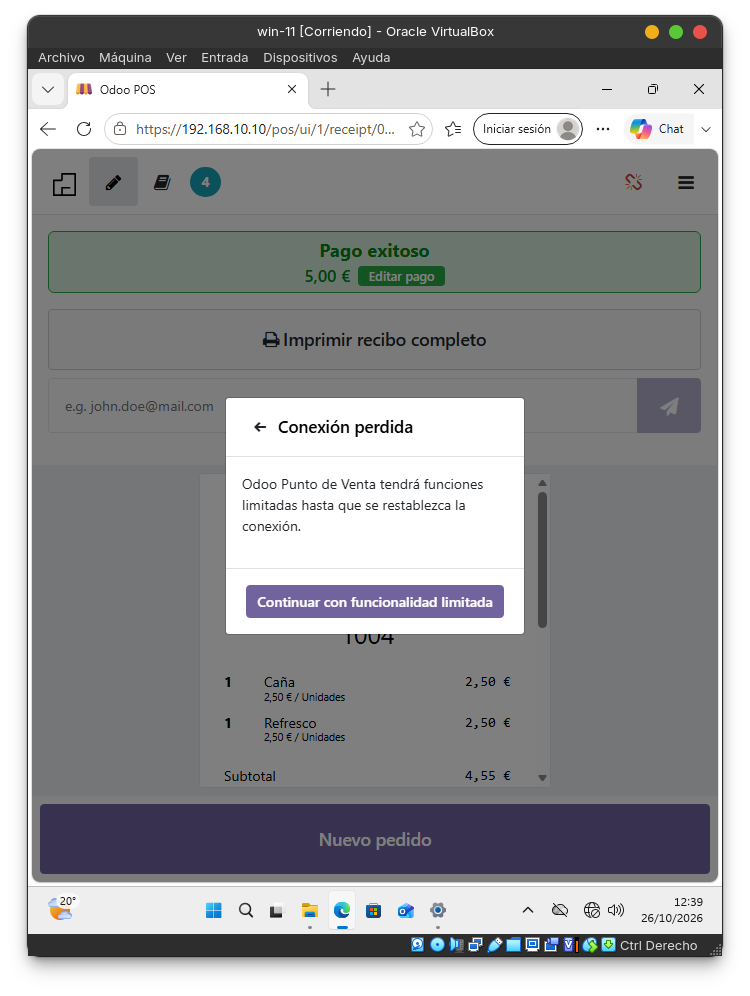 win-11 [Corriendo] - Oracle VirtualBox
Archivo Máquina Ver Entrada Dispositivos Ayuda
Odoo POS
https://192.168.10.10/pos/ui/1/receipt/0... Iniciar sesión Chat
4
Pago exitoso
5,00 € Editar pago
Imprimir recibo completo
e.g. john.doe@mail.com
Conexión perdida
Odoo Punto de Venta tendrá funciones
limitadas hasta que se restablezca la
conexión.
Continuar con funcionalidad limitada
1004
1 Caña 2,50 €
2,50 € / Unidades
1 Refresco 2,50 €
2,50 € / Unidades
Subtotal 4,55 €
Nuevo pedido
20°
12:39
26/10/2026
Ctrl Derecho